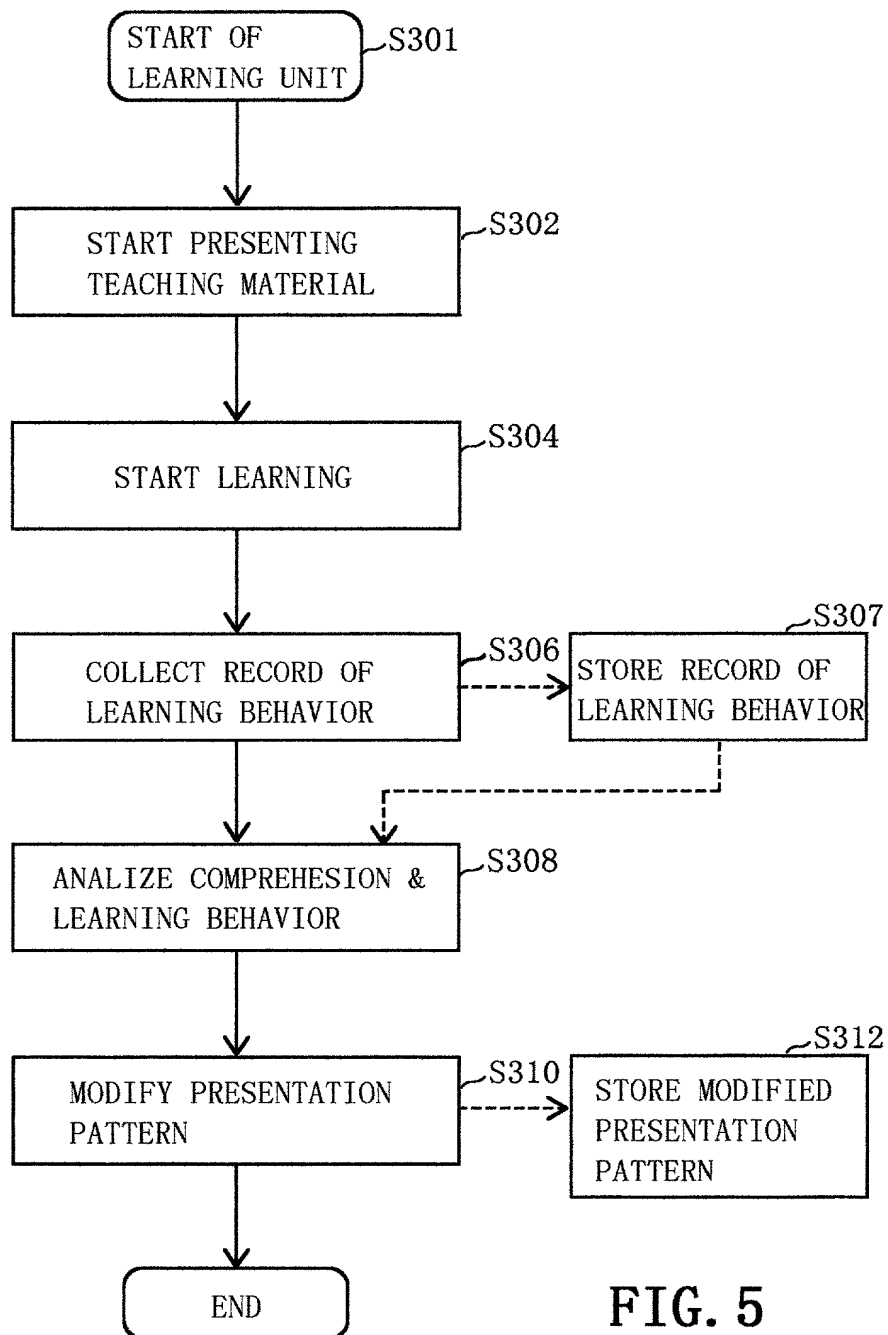 START OF
LEARNING UNIT
S301
START PRESENTING
TEACHING MATERIAL
S302
START LEARNING
S304
COLLECT RECORD OF
LEARNING BEHAVIOR
S306
STORE RECORD OF
LEARNING BEHAVIOR
S307
ANALIZE COMPREHESION &
LEARNING BEHAVIOR
S308
MODIFY PRESENTATION
PATTERN
S310
STORE MODIFIED
PRESENTATION
PATTERN
S312
END
FIG. 5